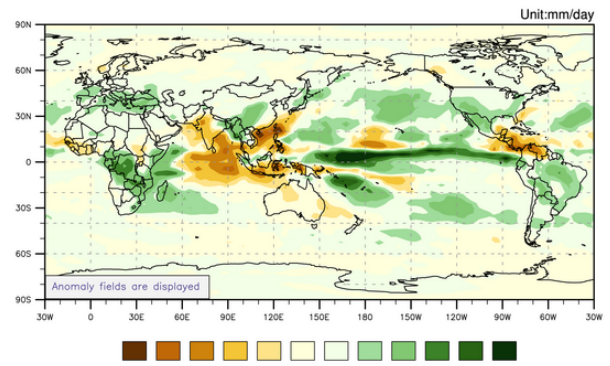 Unit:mm/day
90N
60N
30N
0
30S
60S
90S
Anomaly fields are displayed
30W 0 30E 60E 90E 120E 150E 180 150W 120W 90W 60W 30W